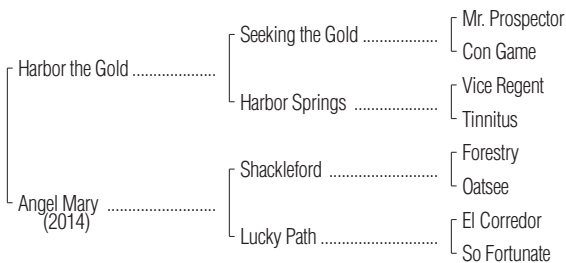 Mr. Prospector
Seeking the Gold ..................
Con Game
Harbor the Gold ....................
Vice Regent
Harbor Springs ....................
Tinnitus
Forestry
Shackleford ..........................
Oatsee
Angel Mary ..........................
(2014)
El Corredor
Lucky Path ............................
So Fortunate